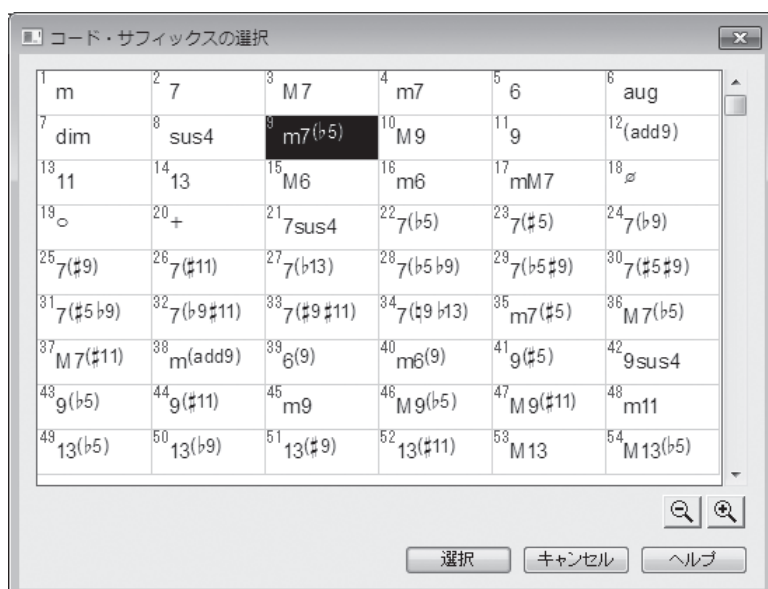 コード・サフィックスの選択
1 m 2 7 3 M7 4 m7 5 6 6 aug
7 dim 8 sus4 9 m7(♭5) 10 M9 11 9 12 (add9)
13 11 14 13 15 M6 16 m6 17 mM7 18 ø
19 ○ 20 + 21 7sus4 22 7(♭5) 23 7(♯5) 24 7(♭9)
25 7(♯9) 26 7(♯11) 27 7(♭13) 28 7(♭5♭9) 29 7(♭5♯9) 30 7(♯5♯9)
31 7(♯5♭9) 32 7(♭9♯11) 33 7(♯9♯11) 34 7(♮9♭13) 35 m7(♯5) 36 M7(♭5)
37 M7(♯11) 38 m(add9) 39 6(9) 40 m6(9) 41 9(♯5) 42 9sus4
43 9(♭5) 44 9(♯11) 45 m9 46 M9(♭5) 47 M9(♯11) 48 m11
49 13(♭5) 50 13(♭9) 51 13(♯9) 52 13(♯11) 53 M13 54 M13(♭5)
選択 キャンセル ヘルプ